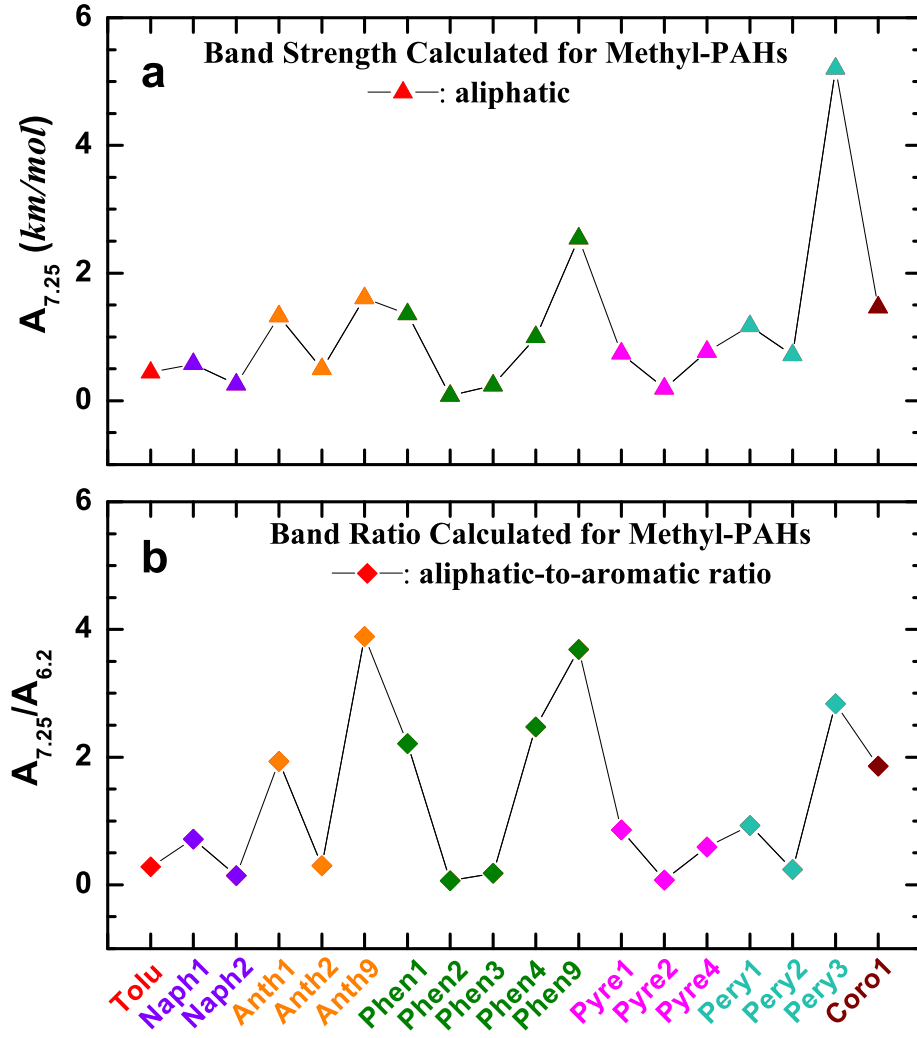 6
a
Band Strength Calculated for Methyl-PAHs
: aliphatic
4
A7.25 (km/mol)
2
0
6
b
Band Ratio Calculated for Methyl-PAHs
: aliphatic-to-aromatic ratio
4
A7.25/A6.2
2
0
Tolu
Naph1
Naph2
Anth1
Anth2
Anth9
Phen1
Phen2
Phen3
Phen4
Phen9
Pyre1
Pyre2
Pyre4
Pery1
Pery2
Pery3
Coro1